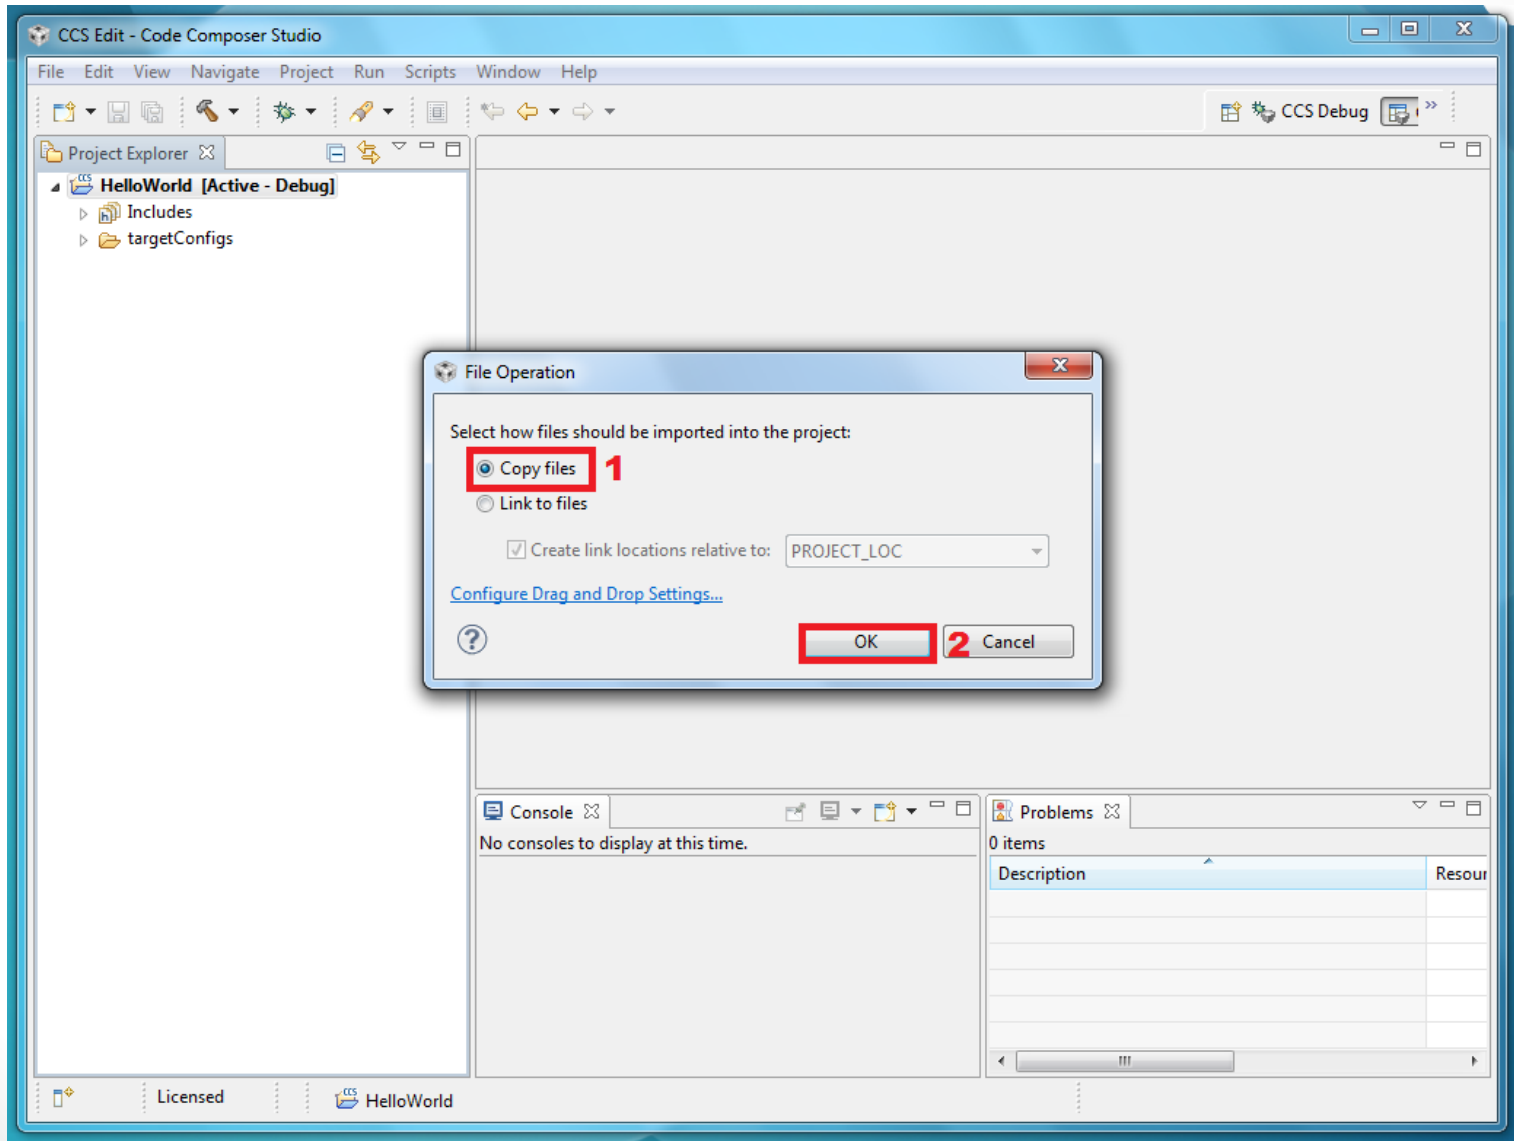 CCS Edit - Code Composer Studio
File Edit View Navigate Project Run Scripts Window Help
CCS Debug
Project Explorer
HelloWorld [Active - Debug]
Includes
targetConfigs
File Operation
Select how files should be imported into the project:
Copy files 1
Link to files
Create link locations relative to: PROJECT_LOC
Configure Drag and Drop Settings...
OK 2 Cancel
Console
No consoles to display at this time.
Problems
0 items
Description Resour
Licensed HelloWorld